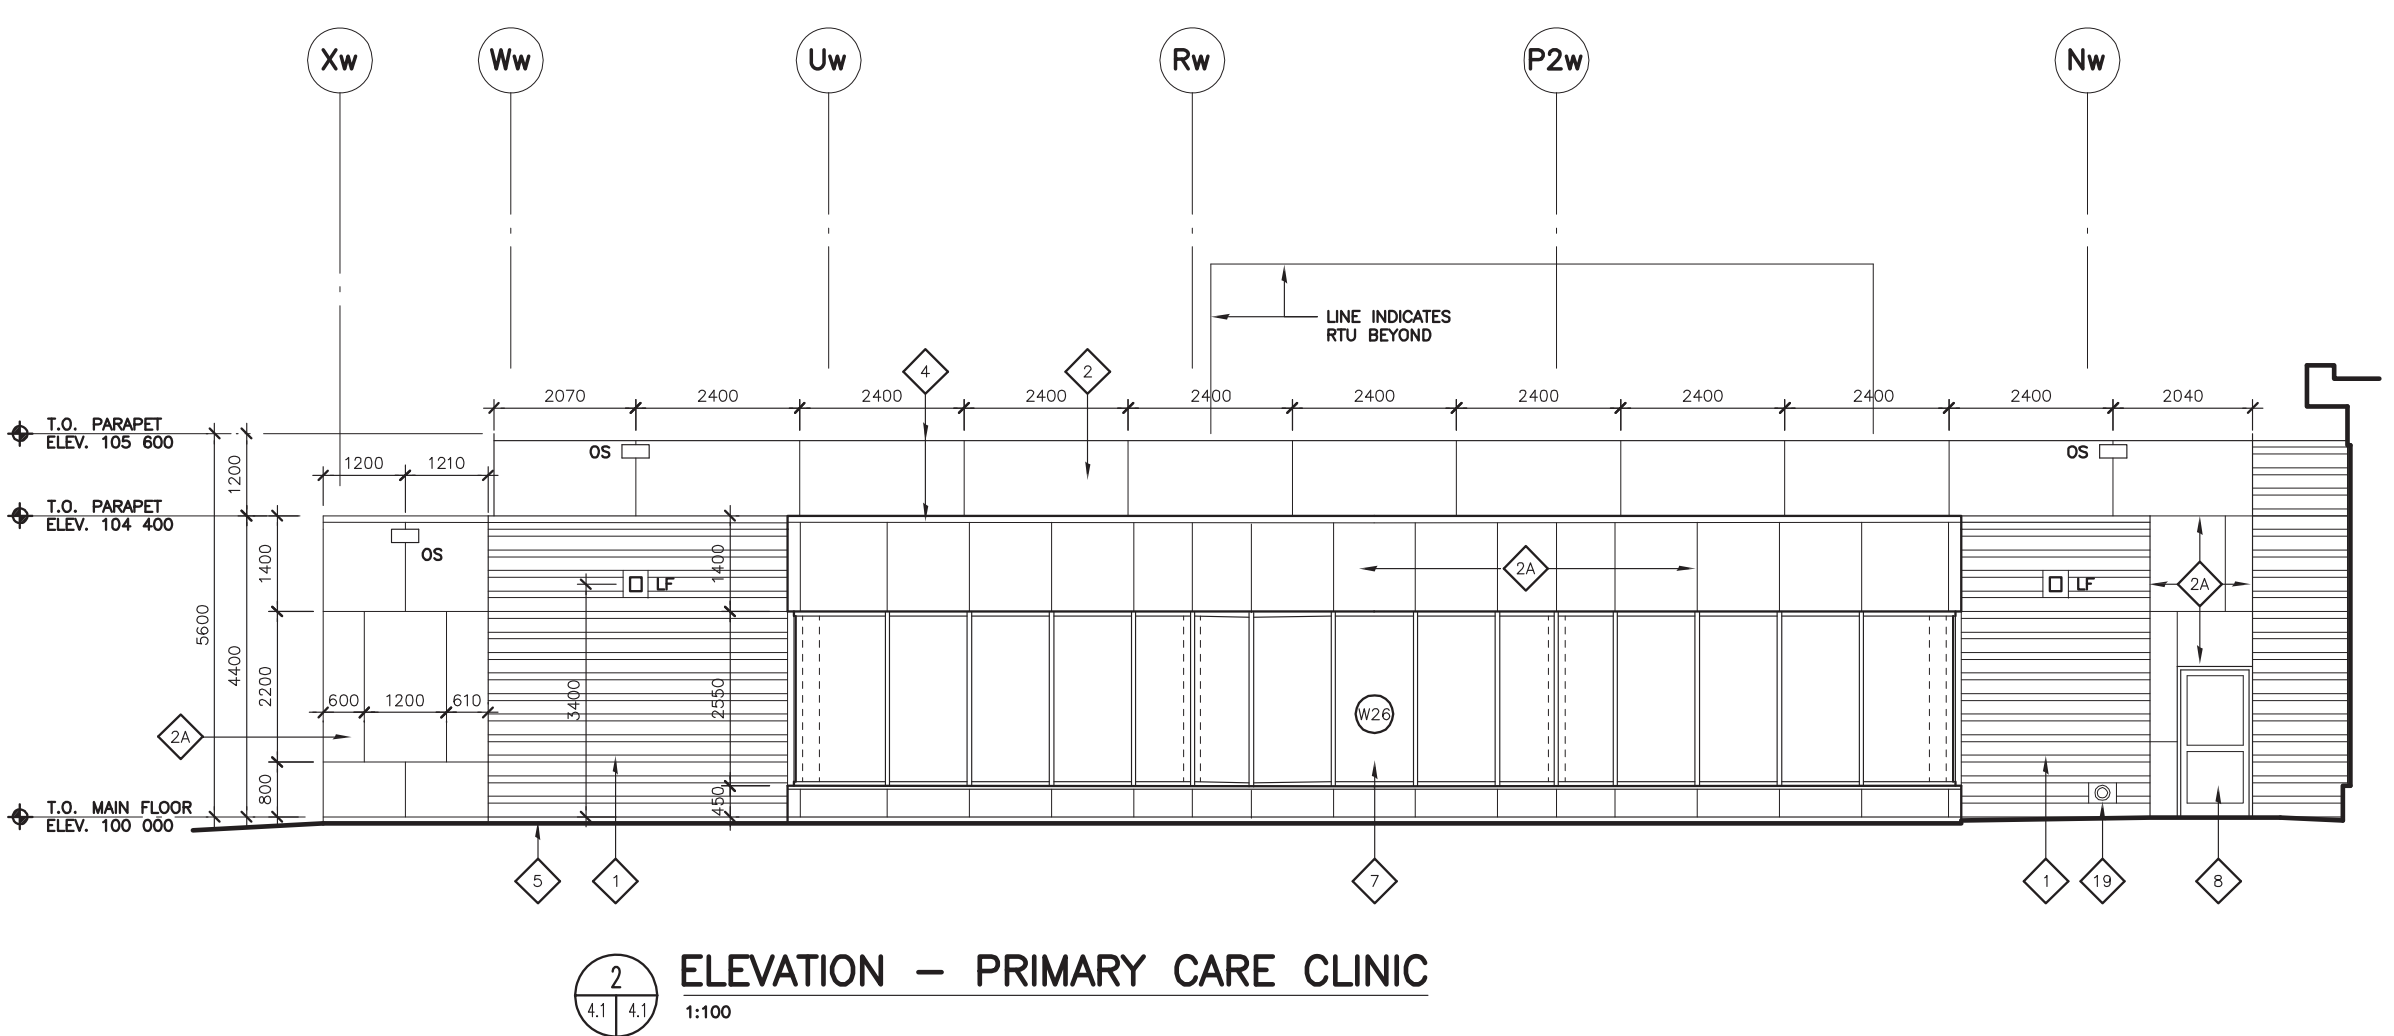 Xw Ww Uw Rw P2w Nw
LINE INDICATES
RTU BEYOND
4 2
2070 2400 2400 2400 2400 2400 2400 2400 2400 2400 2040
T.O. PARAPET
ELEV. 105 600
OS OS
1200 1210
1200
T.O. PARAPET
ELEV. 104 400
OS
1400 1400
2A
LF LF
2A
5600
4400
2200
3400
2550
600 1200 610
W26
2A
800
450
T.O. MAIN FLOOR
ELEV. 100 000
5 1 7 1 19 8
2
4.1 4.1
ELEVATION – PRIMARY CARE CLINIC
1:100